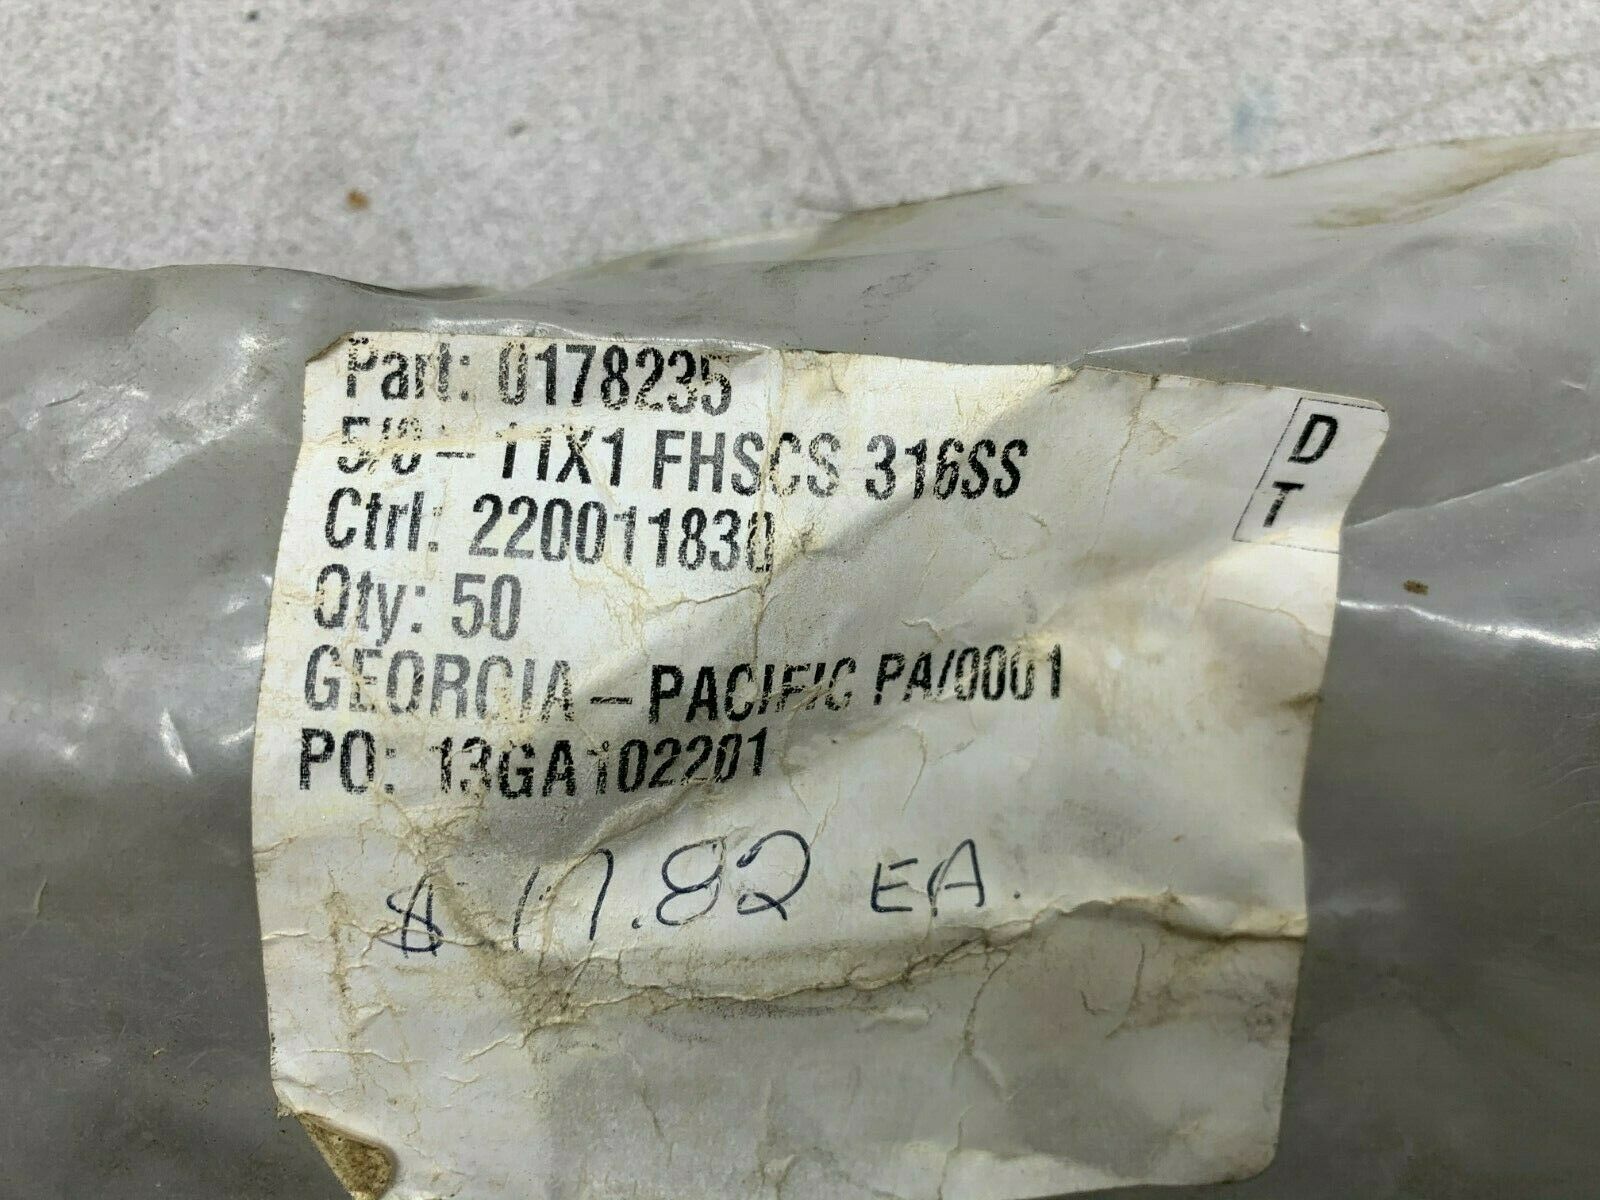 Part: 0178235
5/8-11X1 FHSCS 316SS
D
T
Ctrl: 220011830
Qty: 50
GEORGIA-PACIFIC PA/0001
PO: 13GA102201
$ 17.82 EA.